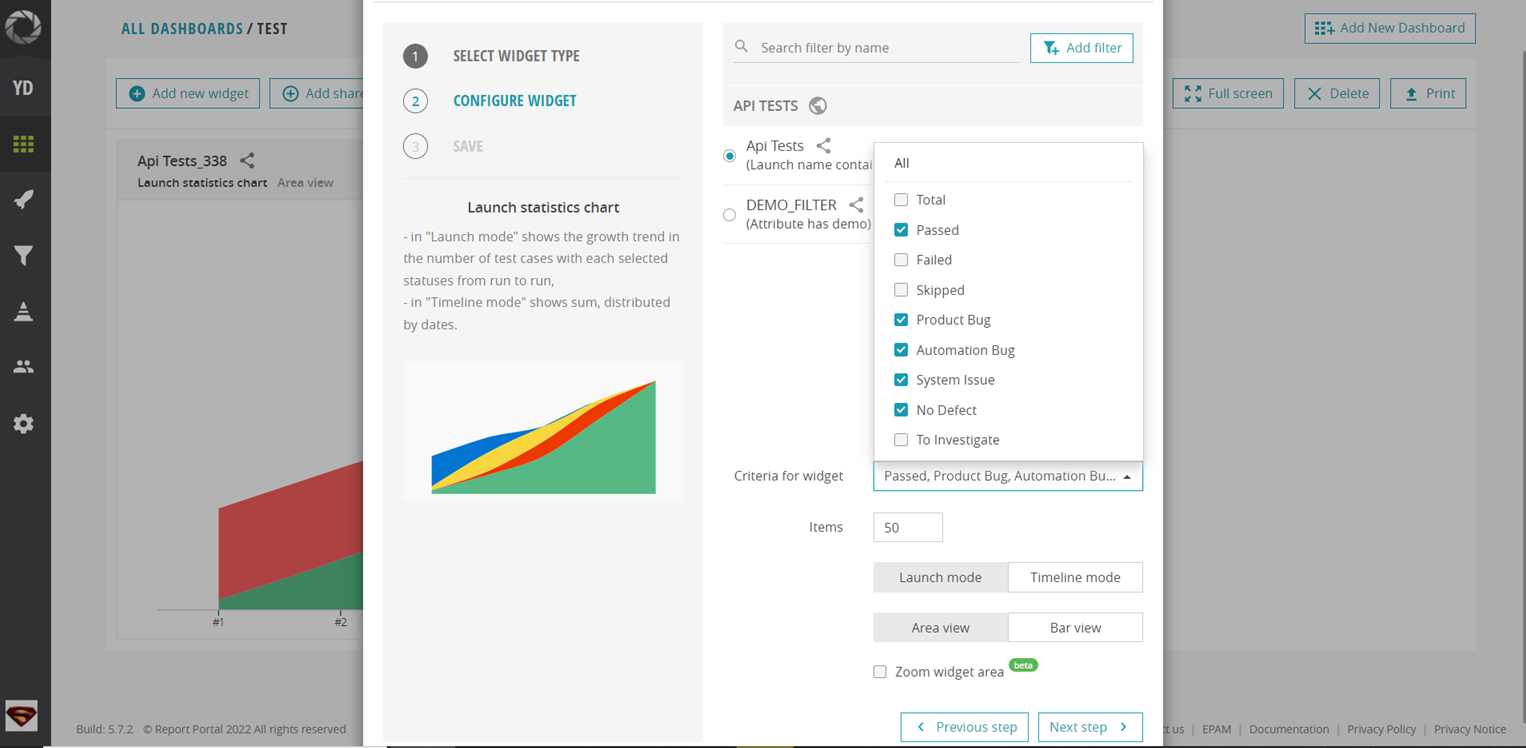 ALL DASHBOARDS / TEST
Add New Dashboard
YD
Add new widget
Add share
Full screen
Delete
Print
Api Tests_338
Launch statistics chart Area view
#1
#2
1 SELECT WIDGET TYPE
2 CONFIGURE WIDGET
3 SAVE
Launch statistics chart
- in "Launch mode" shows the growth trend in
the number of test cases with each selected
statuses from run to run,
- in "Timeline mode" shows sum, distributed
by dates.
Search filter by name
Add filter
API TESTS
Api Tests
(Launch name contai
DEMO_FILTER
(Attribute has demo)
All
Total
Passed
Failed
Skipped
Product Bug
Automation Bug
System Issue
No Defect
To Investigate
Criteria for widget
Passed, Product Bug, Automation Bu...
Items
50
Launch mode
Timeline mode
Area view
Bar view
Zoom widget area beta
Previous step
Next step
Build: 5.7.2 © Report Portal 2022 All rights reserved
ct us | EPAM | Documentation | Privacy Policy | Privacy Notice